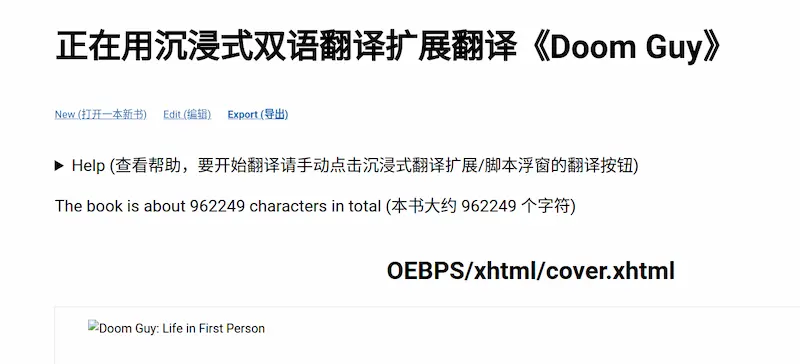 正在用沉浸式双语翻译扩展翻译《Doom Guy》
New (打开一本新书) Edit (编辑) Export (导出)
▶ Help (查看帮助，要开始翻译请手动点击沉浸式翻译扩展/脚本浮窗的翻译按钮)
The book is about 962249 characters in total (本书大约 962249 个字符)
OEBPS/xhtml/cover.xhtml
Doom Guy: Life in First Person